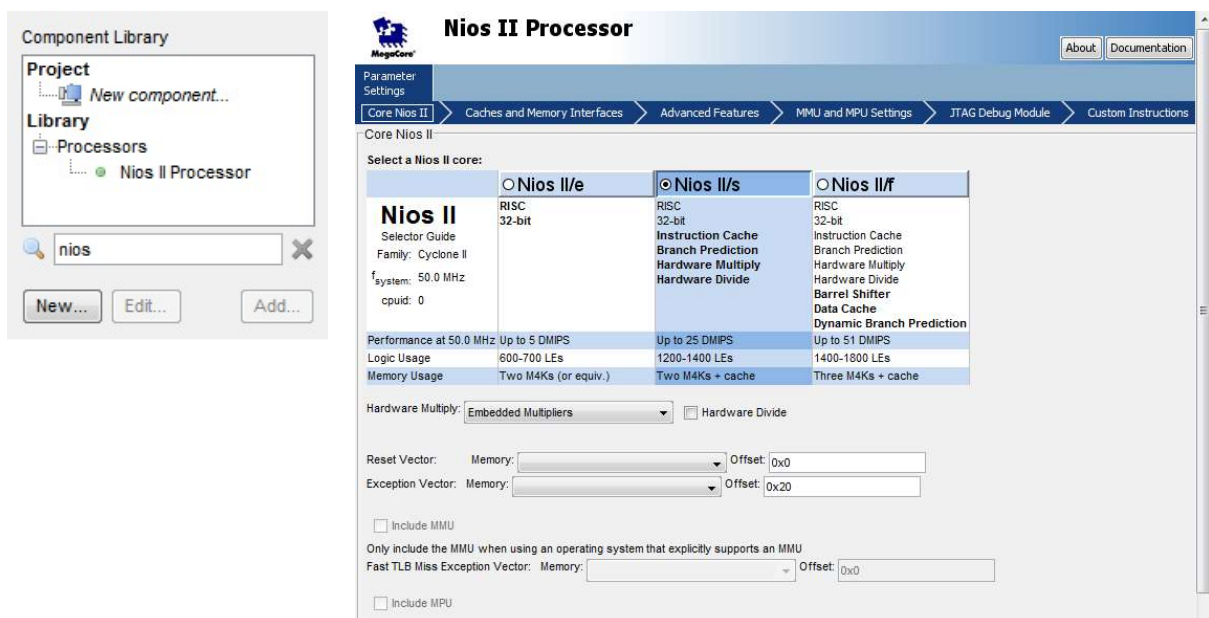 Component Library
Project
New component...
Library
Processors
Nios II Processor
nios
New... Edit... Add...
MegaCore®
Nios II Processor
About Documentation
Parameter
Settings
Core Nios II Caches and Memory Interfaces Advanced Features MMU and MPU Settings JTAG Debug Module Custom Instructions
Core Nios II
Select a Nios II core:
Nios II/e Nios II/s Nios II/f
Nios II
Selector Guide
Family: Cyclone II
fsystem: 50.0 MHz
cpuid: 0
RISC
32-bit
RISC
32-bit
Instruction Cache
Branch Prediction
Hardware Multiply
Hardware Divide
RISC
32-bit
Instruction Cache
Branch Prediction
Hardware Multiply
Hardware Divide
Barrel Shifter
Data Cache
Dynamic Branch Prediction
Performance at 50.0 MHz Up to 5 DMIPS Up to 25 DMIPS Up to 51 DMIPS
Logic Usage 600-700 LEs 1200-1400 LEs 1400-1800 LEs
Memory Usage Two M4Ks (or equiv.) Two M4Ks + cache Three M4Ks + cache
Hardware Multiply: Embedded Multipliers Hardware Divide
Reset Vector: Memory: Offset: 0x0
Exception Vector: Memory: Offset: 0x20
Include MMU
Only include the MMU when using an operating system that explicitly supports an MMU
Fast TLB Miss Exception Vector: Memory: Offset: 0x0
Include MPU